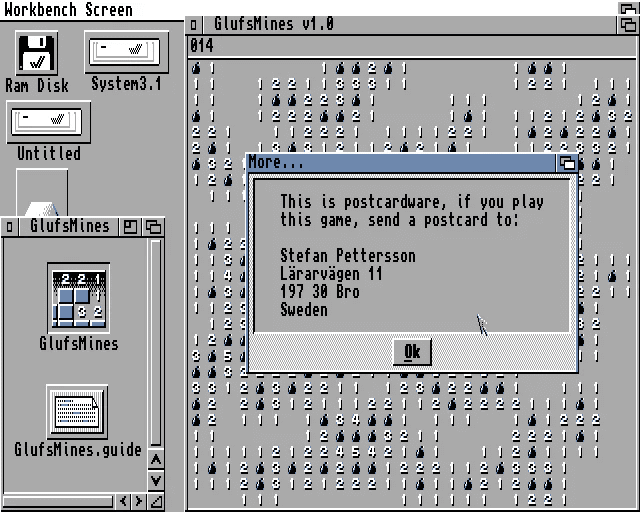 Workbench Screen
GlufsMines v1.0
014
Ram Disk
System3.1
Untitled
GlufsMines
GlufsMines
GlufsMines.guide
More...
This is postcardware, if you play
this game, send a postcard to:
Stefan Pettersson
Lärarvägen 11
197 30 Bro
Sweden
Ok